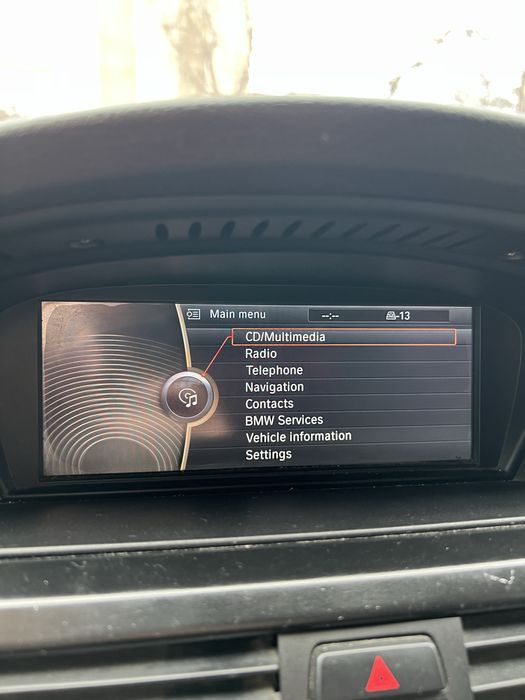 Main menu --:-- -13
CD/Multimedia
Radio
Telephone
Navigation
Contacts
BMW Services
Vehicle information
Settings